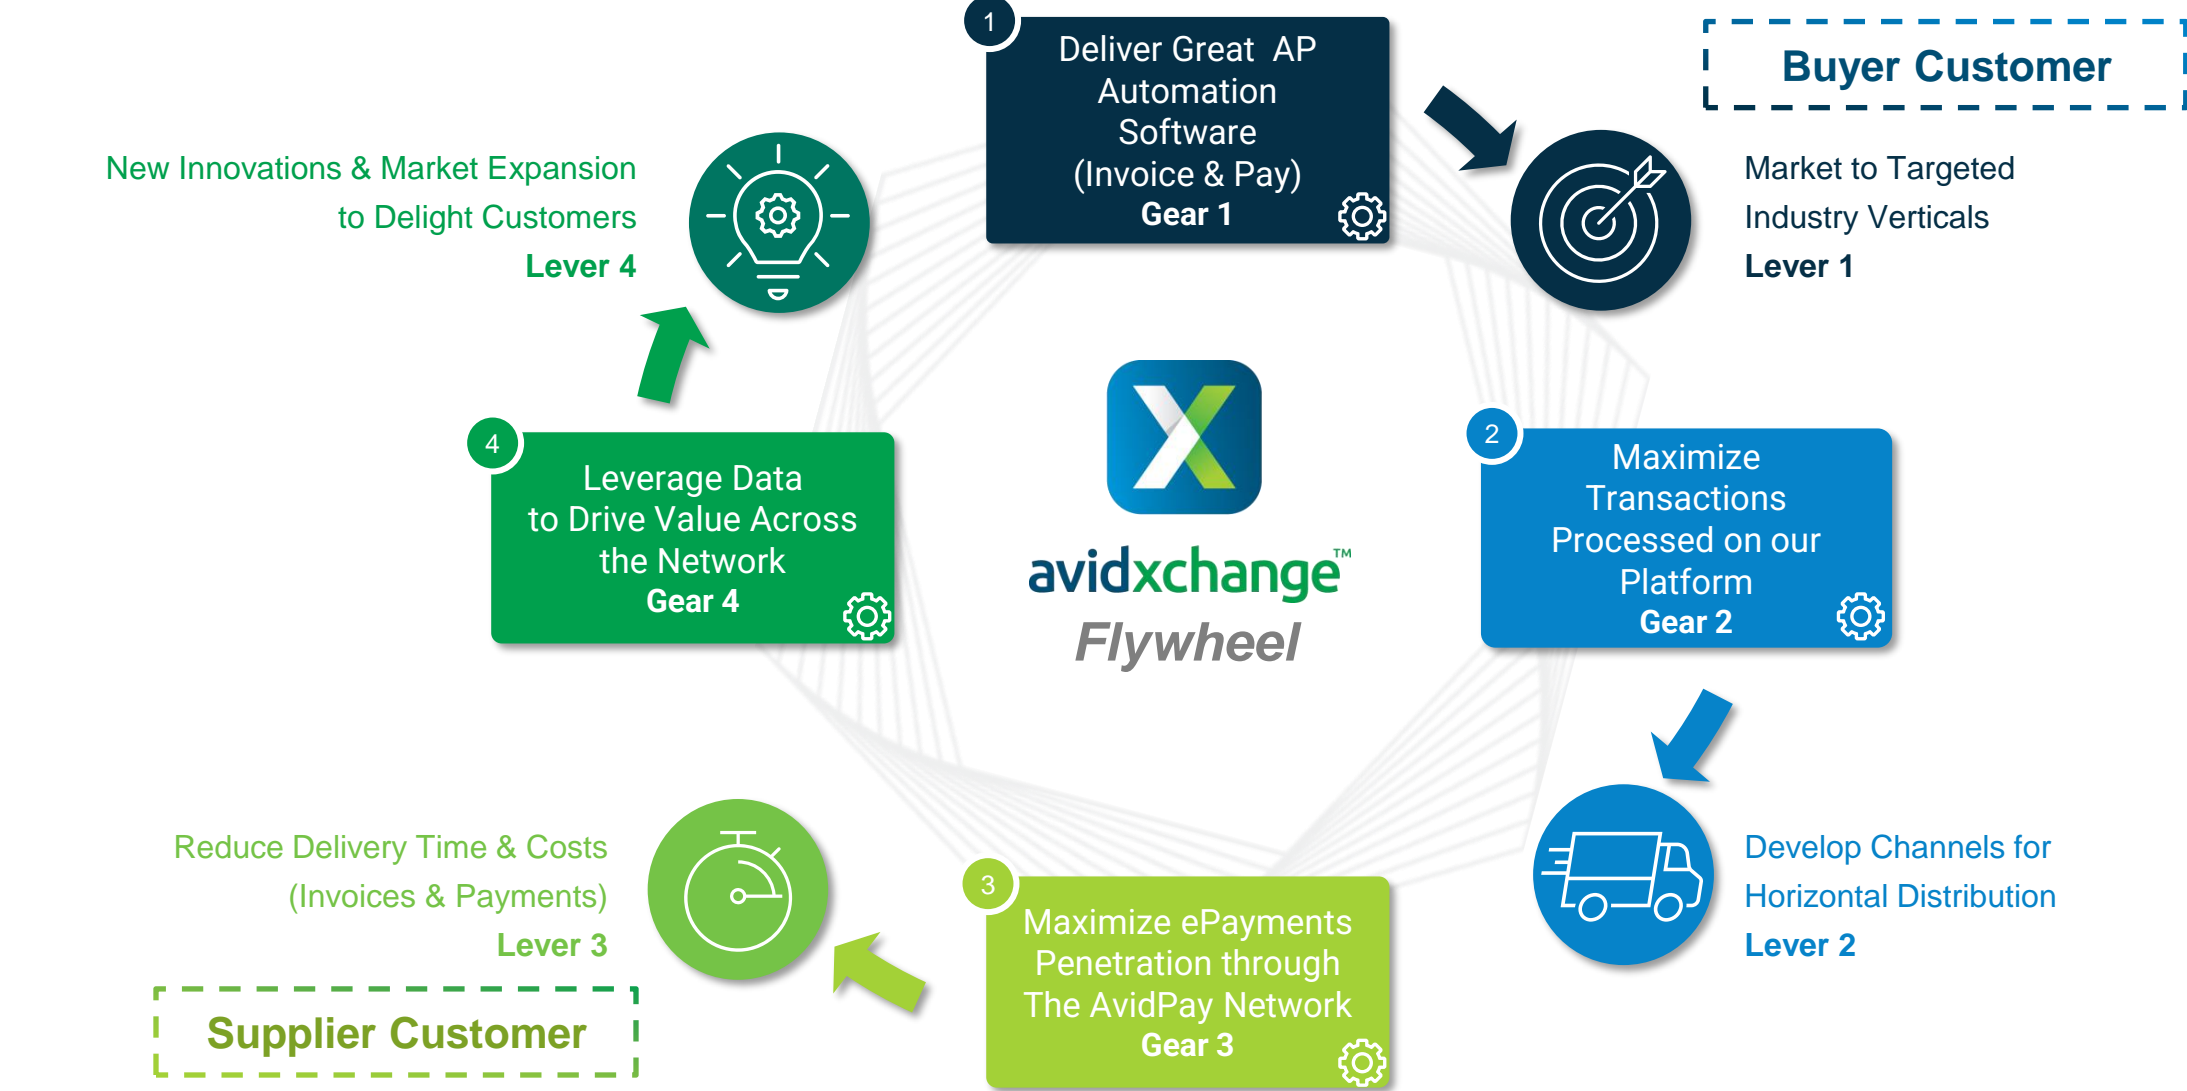 1
Deliver Great AP
Automation
Software
(Invoice & Pay)
Gear 1
Buyer Customer
Market to Targeted
Industry Verticals
Lever 1
2
Maximize
Transactions
Processed on our
Platform
Gear 2
Develop Channels for
Horizontal Distribution
Lever 2
3
Maximize ePayments
Penetration through
The AvidPay Network
Gear 3
Reduce Delivery Time & Costs
(Invoices & Payments)
Lever 3
Supplier Customer
4
Leverage Data
to Drive Value Across
the Network
Gear 4
New Innovations & Market Expansion
to Delight Customers
Lever 4
avidxchange™
Flywheel